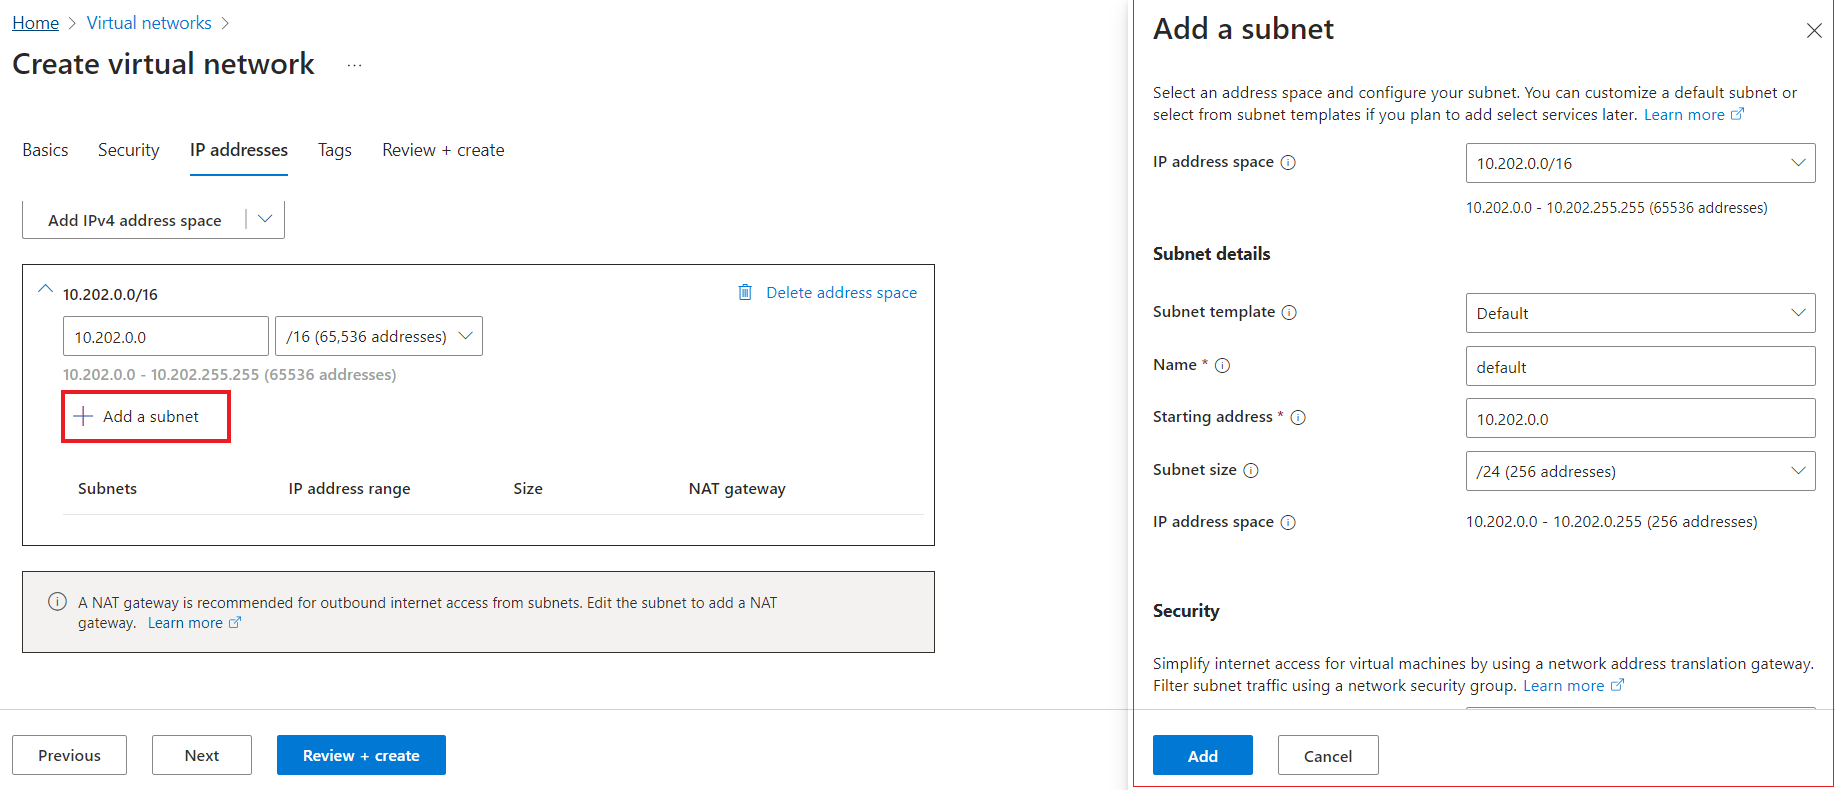 Home > Virtual networks >
Create virtual network ...
Basics Security IP addresses Tags Review + create
Add IPv4 address space
10.202.0.0/16 Delete address space
10.202.0.0 /16 (65,536 addresses)
10.202.0.0 - 10.202.255.255 (65536 addresses)
+ Add a subnet
Subnets IP address range Size NAT gateway
A NAT gateway is recommended for outbound internet access from subnets. Edit the subnet to add a NAT
gateway. Learn more
Previous Next Review + create
Add a subnet
Select an address space and configure your subnet. You can customize a default subnet or
select from subnet templates if you plan to add select services later. Learn more
IP address space 10.202.0.0/16
10.202.0.0 - 10.202.255.255 (65536 addresses)
Subnet details
Subnet template Default
Name * default
Starting address * 10.202.0.0
Subnet size /24 (256 addresses)
IP address space 10.202.0.0 - 10.202.0.255 (256 addresses)
Security
Simplify internet access for virtual machines by using a network address translation gateway.
Filter subnet traffic using a network security group. Learn more
Add Cancel